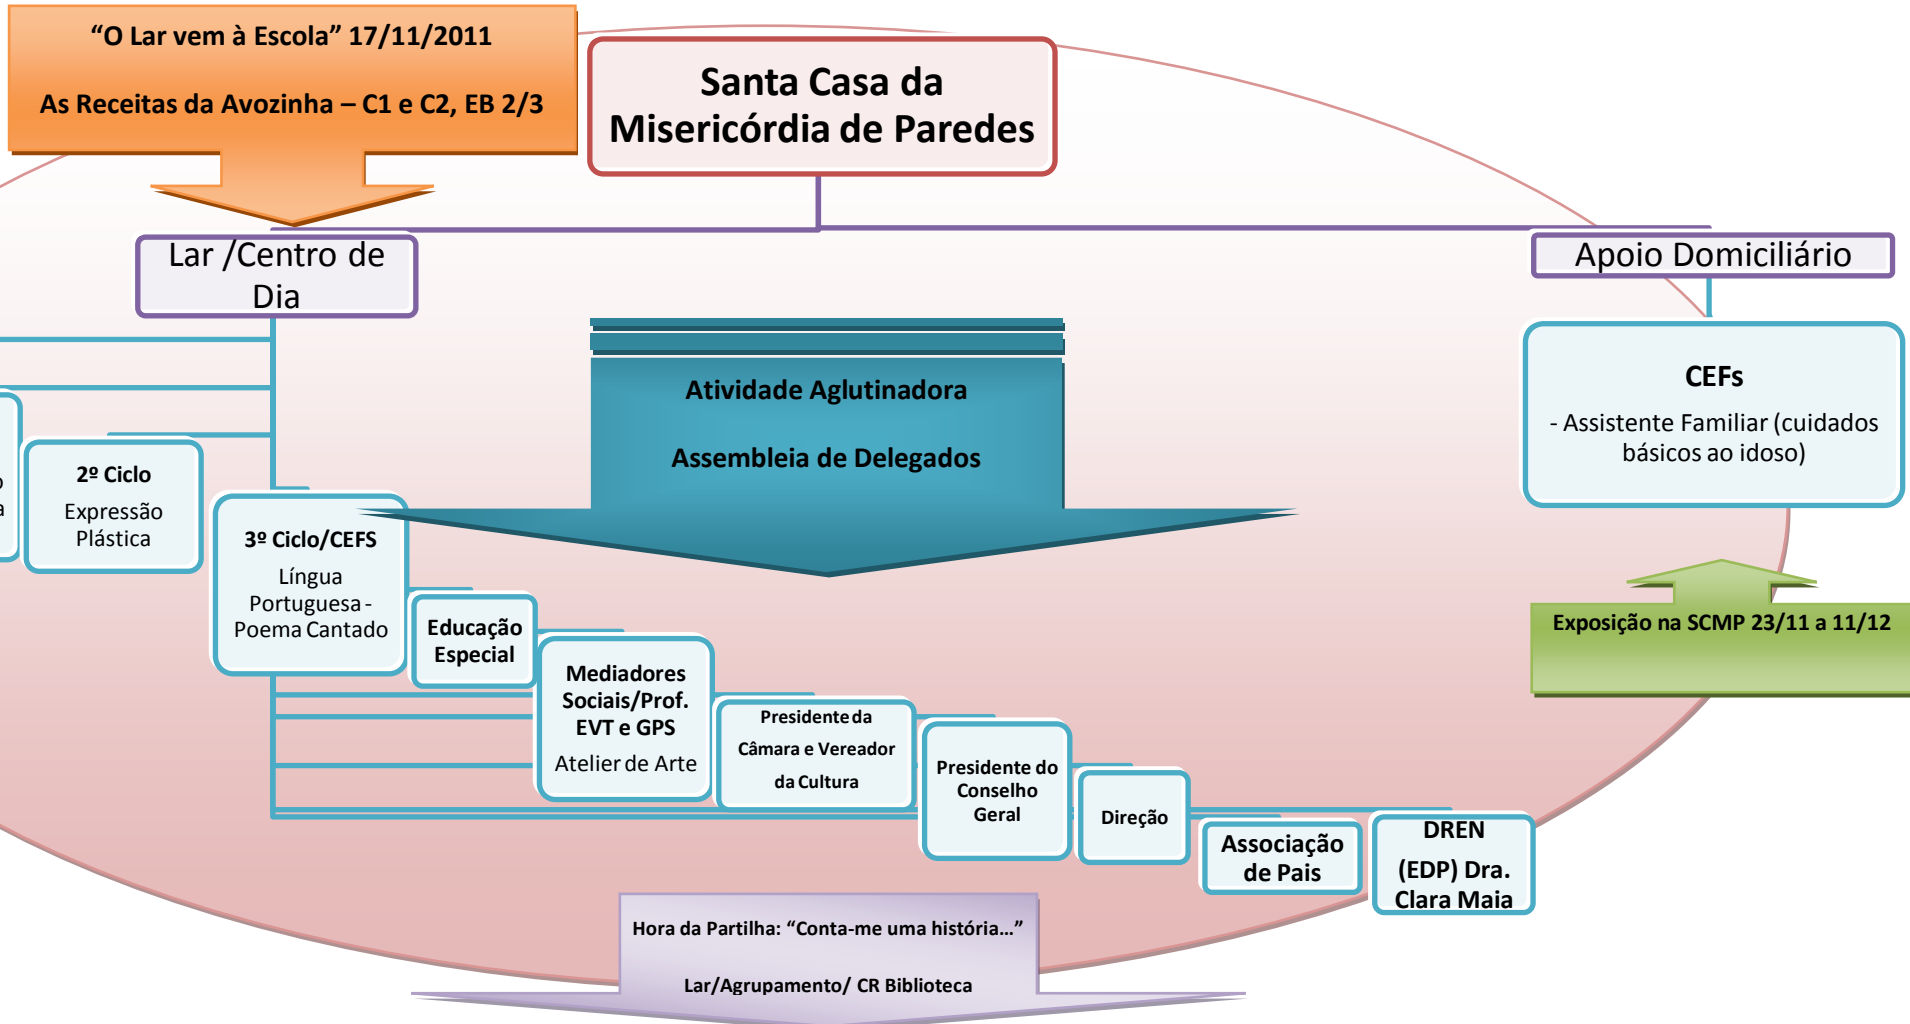 “O Lar vem à Escola” 17/11/2011
As Receitas da Avozinha – C1 e C2, EB 2/3
Santa Casa da
Misericórdia de Paredes
Lar /Centro de
Dia
Apoio Domiciliário
Atividade Aglutinadora
Assembleia de Delegados
CEFs
- Assistente Familiar (cuidados
básicos ao idoso)
2º Ciclo
Expressão
Plástica
3º Ciclo/CEFS
Língua
Portuguesa -
Poema Cantado
Educação
Especial
Mediadores
Sociais/Prof.
EVT e GPS
Atelier de Arte
Presidente da
Câmara e Vereador
da Cultura
Presidente do
Conselho
Geral
Direção
Associação
de Pais
DREN
(EDP) Dra.
Clara Maia
Exposição na SCMP 23/11 a 11/12
Hora da Partilha: “Conta-me uma história...”
Lar/Agrupamento/ CR Biblioteca